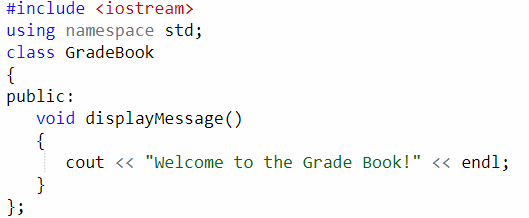 #include <iostream>
using namespace std;
class GradeBook
{
public:
   void displayMessage()
   {
      cout << "Welcome to the Grade Book!" << endl;
   }
};